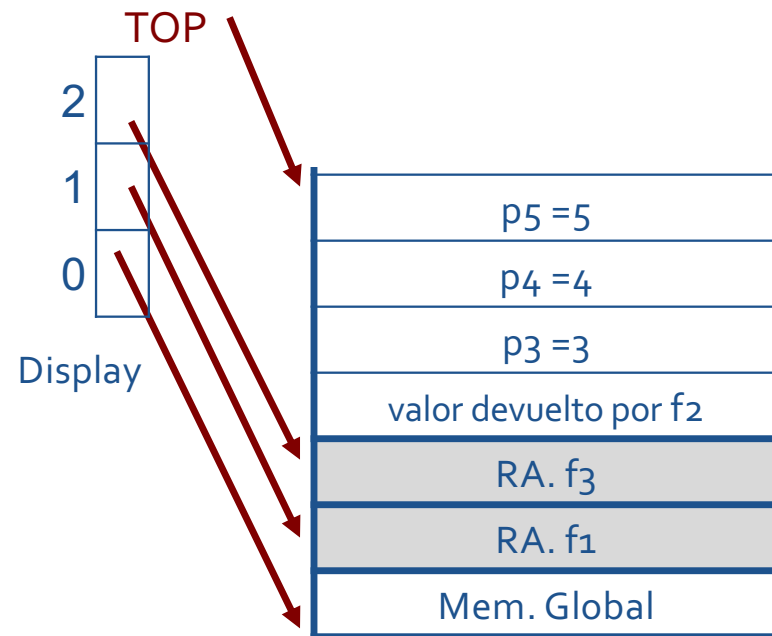 TOP
2
1
0
Display
p5 =5
p4 =4
p3 =3
valor devuelto por f2
RA. f3
RA. f1
Mem. Global